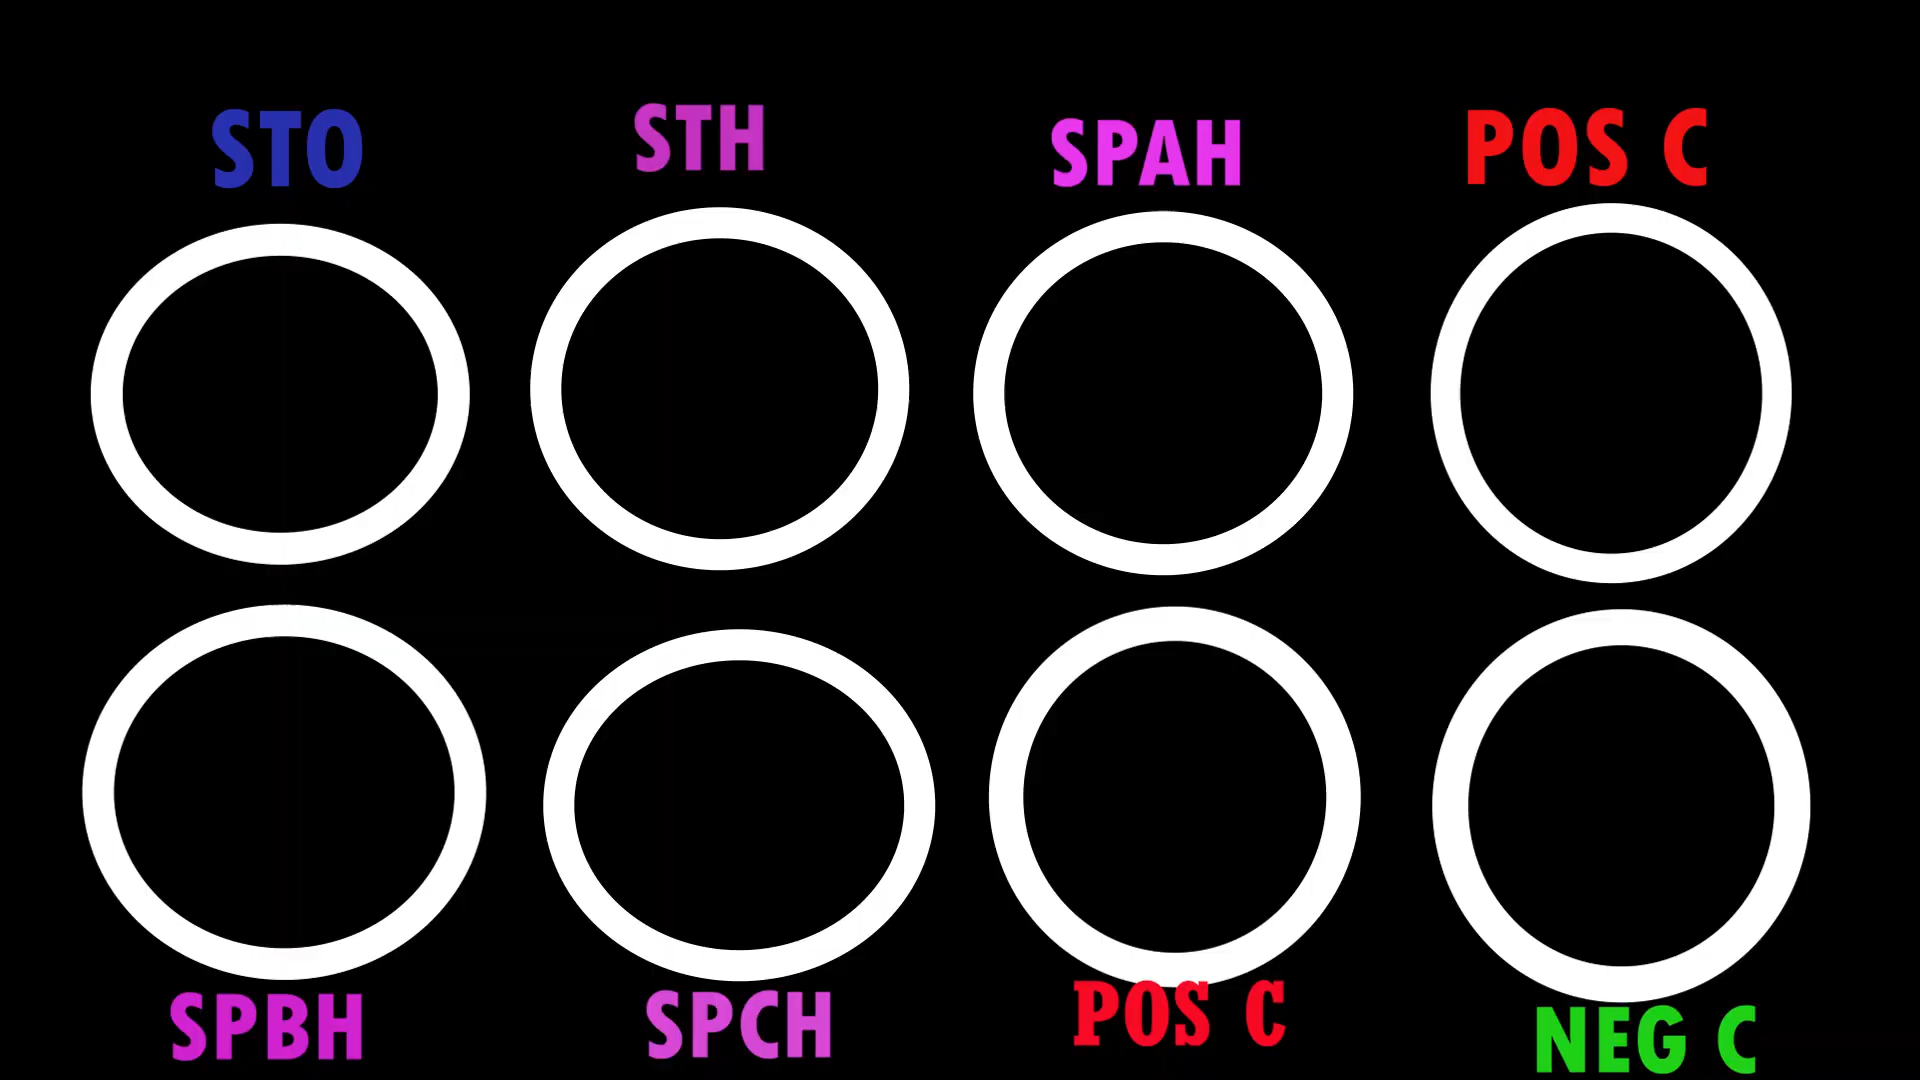 STO
STH
SPAH
POS C
SPBH
SPCH
POS C
NEG C